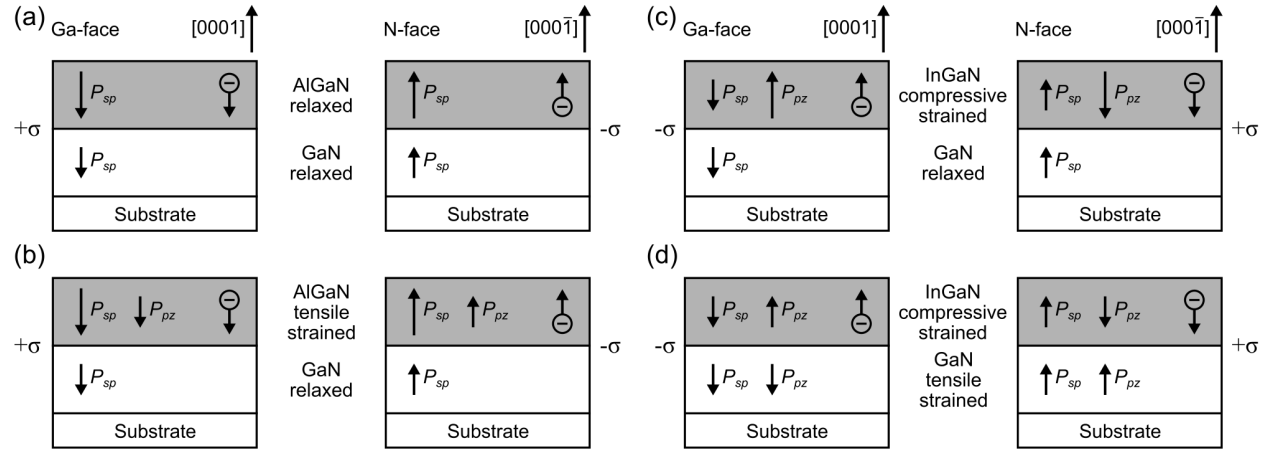 (a)
Ga-face [0001]
N-face [0001̄]
P_sp
AlGaN
relaxed
P_sp
+σ
-σ
P_sp
GaN
relaxed
P_sp
Substrate
Substrate
(b)
P_sp P_pz
AlGaN
tensile
strained
P_sp P_pz
+σ
-σ
P_sp
GaN
relaxed
P_sp
Substrate
Substrate
(c)
Ga-face [0001]
N-face [0001̄]
P_sp P_pz
InGaN
compressive
strained
P_sp P_pz
-σ
+σ
P_sp
GaN
relaxed
P_sp
Substrate
Substrate
(d)
P_sp P_pz
InGaN
compressive
strained
P_sp P_pz
-σ
+σ
P_sp P_pz
GaN
tensile
strained
P_sp P_pz
Substrate
Substrate